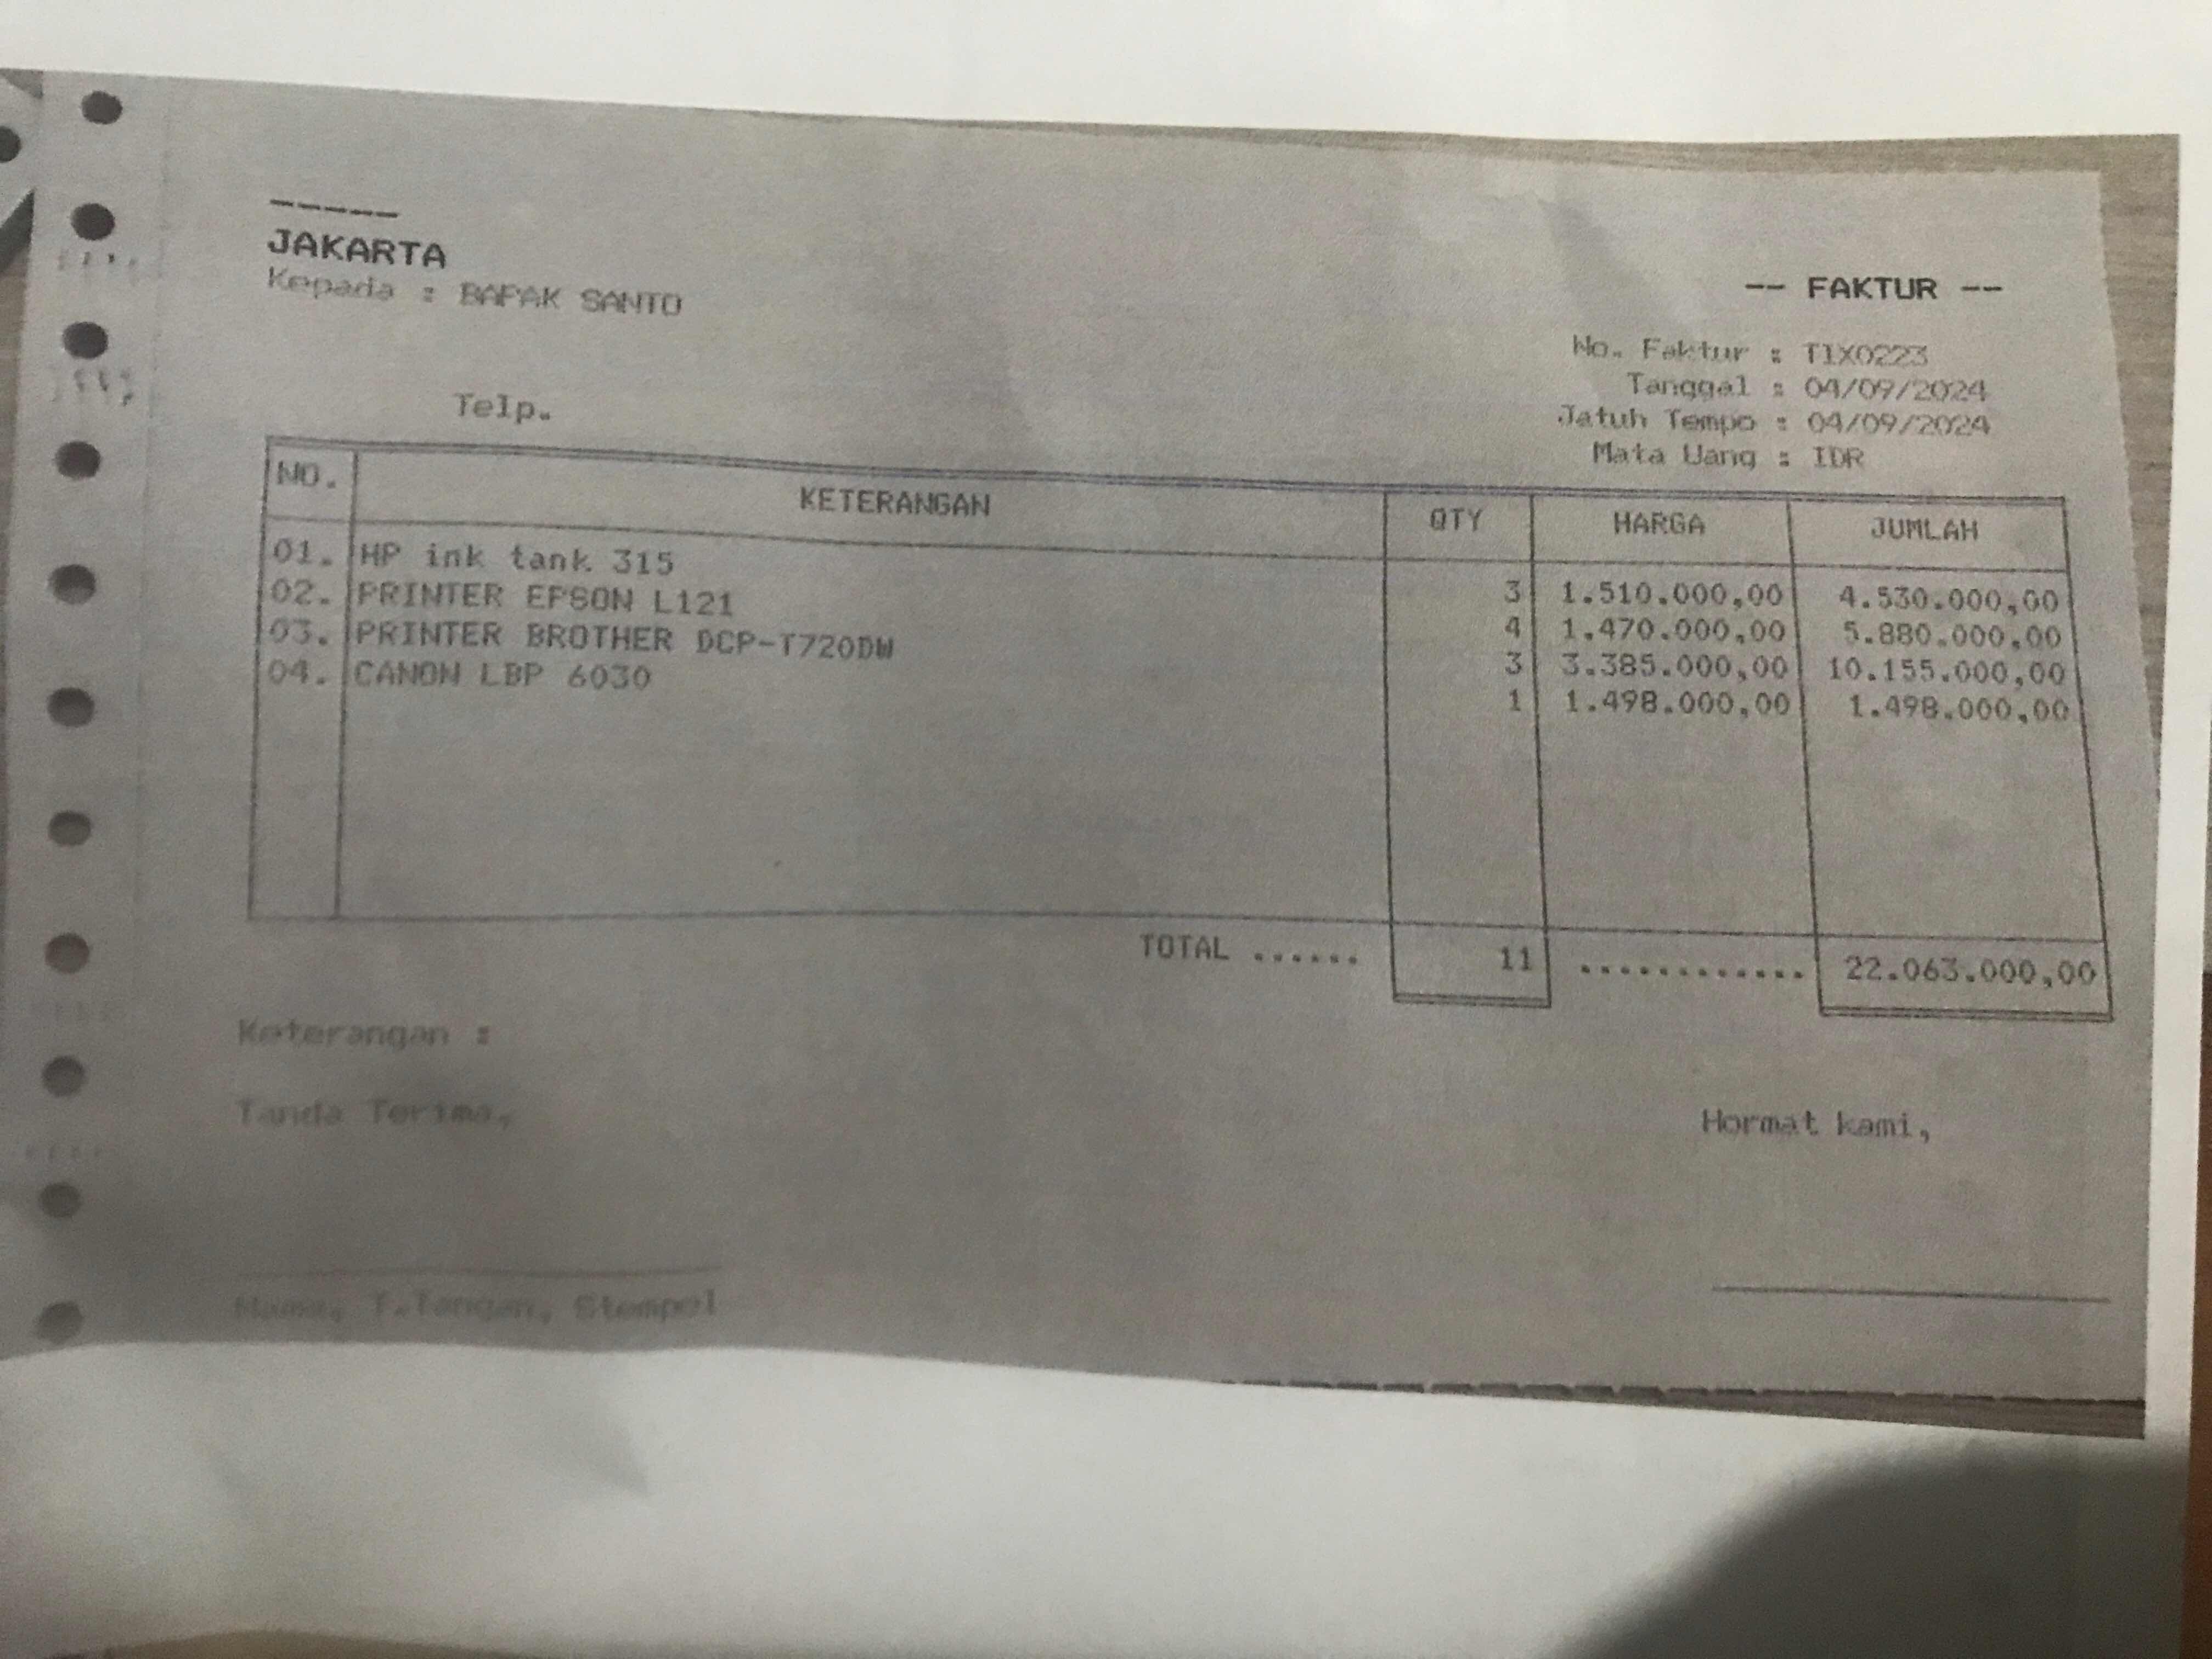 -----
JAKARTA
Kepada : BAPAK SANTO
-- FAKTUR --
No. Faktur : T1X0223
Tanggal : 04/09/2024
Jatuh Tempo : 04/09/2024
Mata Uang : IDR
Telp.
NO. KETERANGAN QTY HARGA JUMLAH
01. HP ink tank 315 3 1.510.000,00 4.530.000,00
02. PRINTER EPSON L121 4 1.470.000,00 5.880.000,00
03. PRINTER BROTHER DCP-T720DW 3 3.385.000,00 10.155.000,00
04. CANON LBP 6030 1 1.498.000,00 1.498.000,00
TOTAL ...... 11 ............ 22.063.000,00
Keterangan :
Tanda Terima,
Hormat kami,
Nama, T.Tangan, Stempel